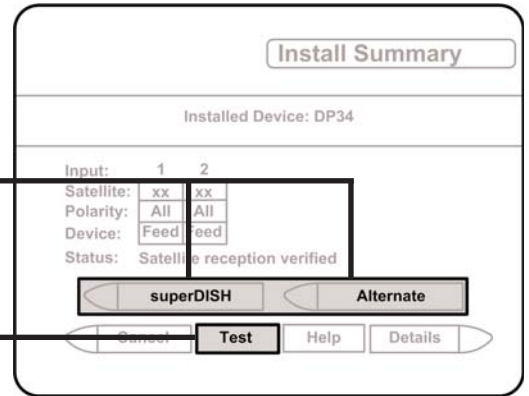 Install Summary
Installed Device: DP34
Input: 1 2
Satellite: xx xx
Polarity: All All
Device: Feed Feed
Status: Satellite reception verified
superDISH Alternate
Cancel Test Help Details